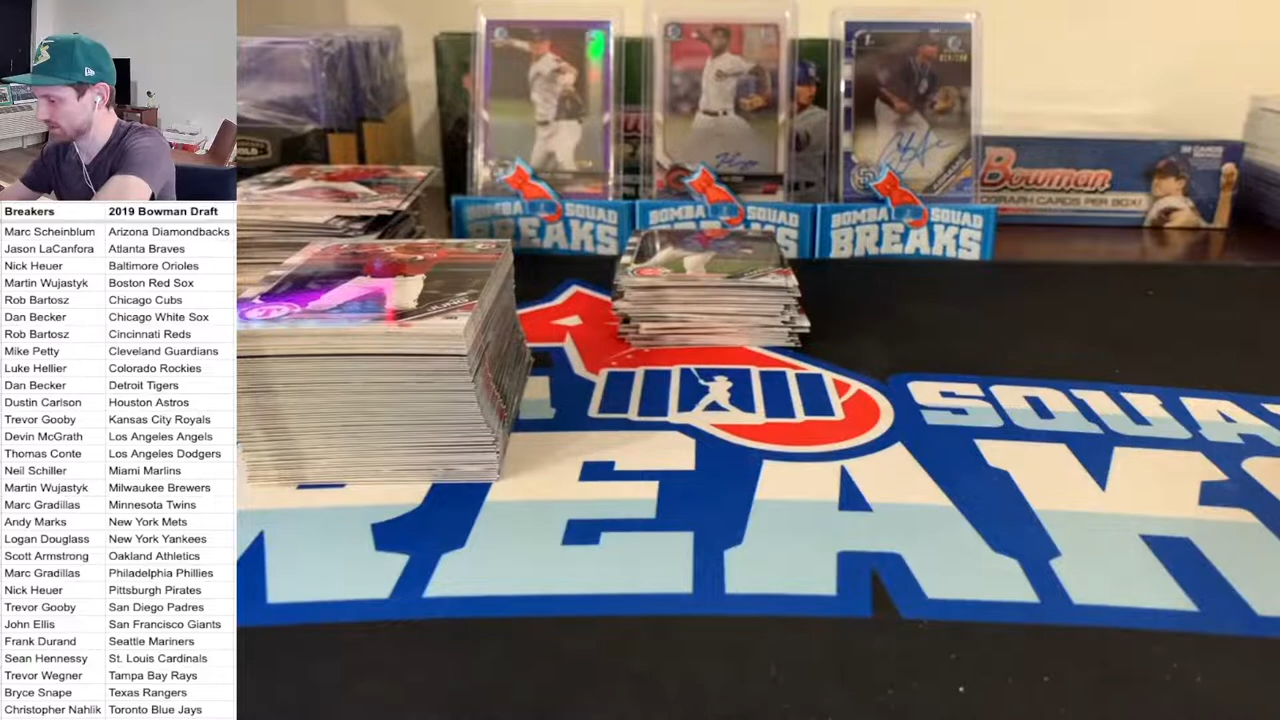 Breakers 2019 Bowman Draft
Marc Scheinblum Arizona Diamondbacks
Jason LaCanfora Atlanta Braves
Nick Heuer Baltimore Orioles
Martin Wujastyk Boston Red Sox
Rob Bartosz Chicago Cubs
Dan Becker Chicago White Sox
Rob Bartosz Cincinnati Reds
Mike Petty Cleveland Guardians
Luke Hellier Colorado Rockies
Dan Becker Detroit Tigers
Dustin Carlson Houston Astros
Trevor Gooby Kansas City Royals
Devin McGrath Los Angeles Angels
Thomas Conte Los Angeles Dodgers
Neil Schiller Miami Marlins
Martin Wujastyk Milwaukee Brewers
Marc Gradillas Minnesota Twins
Andy Marks New York Mets
Logan Douglass New York Yankees
Scott Armstrong Oakland Athletics
Marc Gradillas Philadelphia Phillies
Nick Heuer Pittsburgh Pirates
Trevor Gooby San Diego Padres
John Ellis San Francisco Giants
Frank Durand Seattle Mariners
Sean Hennessy St. Louis Cardinals
Trevor Wegner Tampa Bay Rays
Bryce Snape Texas Rangers
Christopher Nahlik Toronto Blue Jays
Bowman
OGRAPH CARDS PER BOX!
BOMBA SQUAD
BREAKS
BOMBA SQUAD
BREAKS
BOMBA SQUAD
BREAKS
SQUA
REAKS